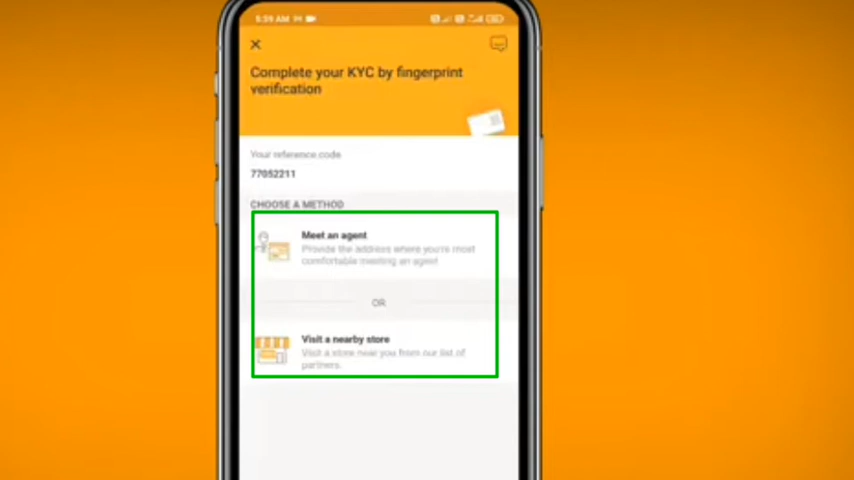 5:59 AM
Complete your KYC by fingerprint
verification
Your reference code
77052211
CHOOSE A METHOD
Meet an agent
Provide the address where you're most
comfortable meeting an agent
OR
Visit a nearby store
Visit a store near you from our list of
partners.